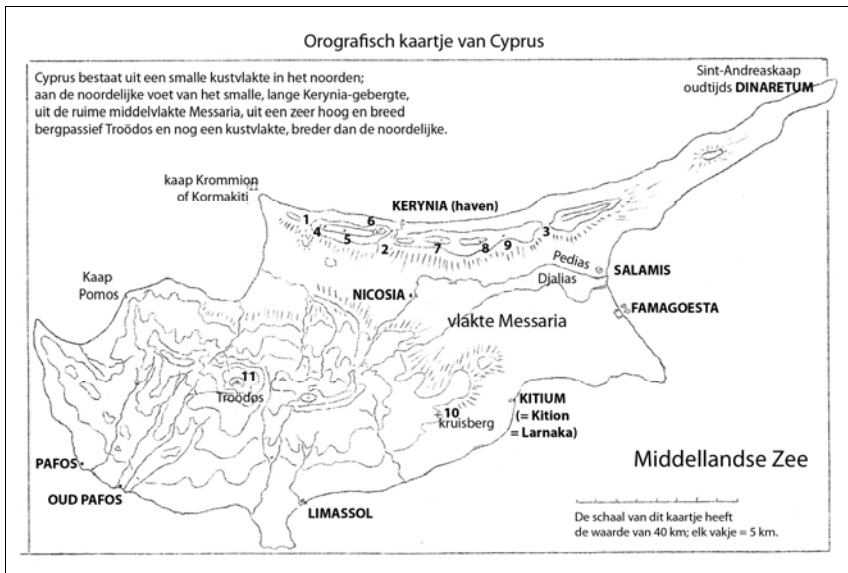 Orografisch kaartje van Cyprus
Cyprus bestaat uit een smalle kustvlakte in het noorden;
aan de noordelijke voet van het smalle, lange Kerynia-gebergte,
uit de ruime middelvlakte Messaria, uit een zeer hoog en breed
bergpassief Troödos en nog een kustvlakte, breder dan de noordelijke.
Sint-Andreaskaap
oudtijds DINARETUM
kaap Krommion
of Kormakiti
KERYNIA (haven)
1
6
4
5
2
7
8
9
3
Pedias
SALAMIS
Djalias
Kaap
Pomos
NICOSIA
FAMAGOESTA
vlakte Messaria
11
Troödos
10
kruisberg
KITIUM
(= Kition
= Larnaka)
PAFOS
OUD PAFOS
LIMASSOL
Middellandse Zee
De schaal van dit kaartje heeft
de waarde van 40 km; elk vakje = 5 km.